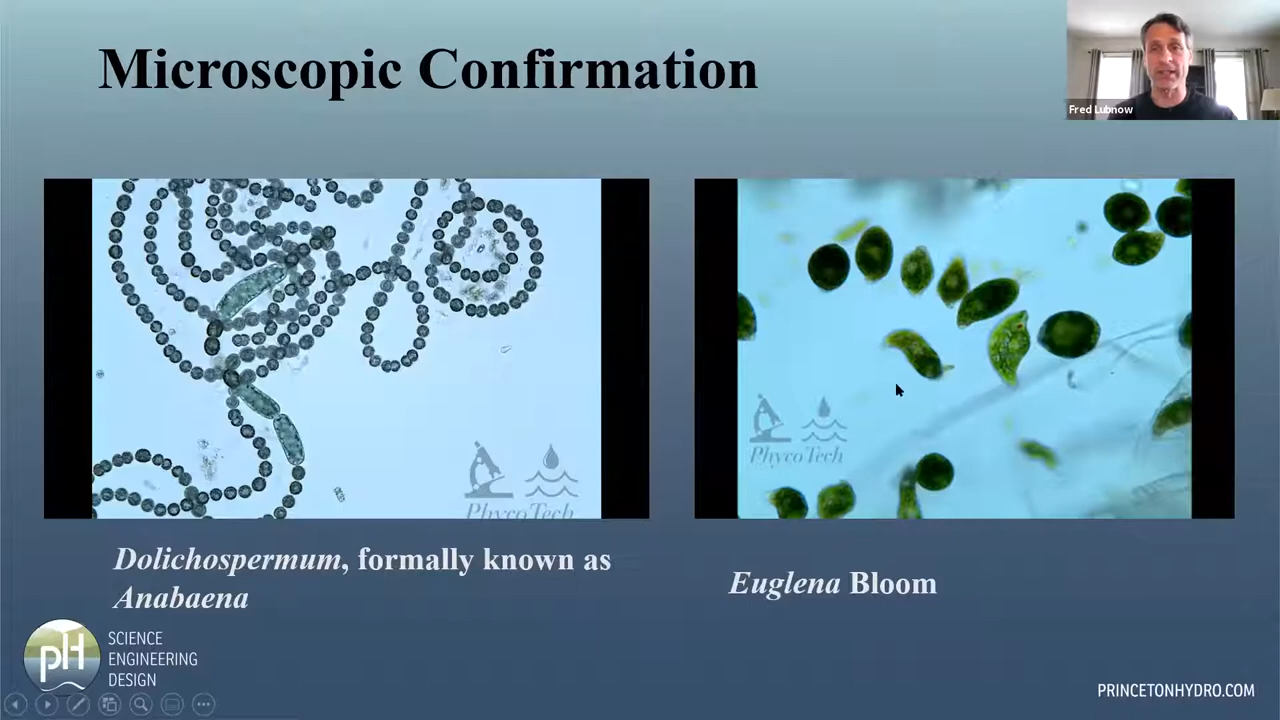 Microscopic Confirmation
Fred Lubnow
PhycoTech
PhycoTech
Dolichospermum, formally known as
Anabaena
Euglena Bloom
pH
SCIENCE
ENGINEERING
DESIGN
PRINCETONHYDRO.COM